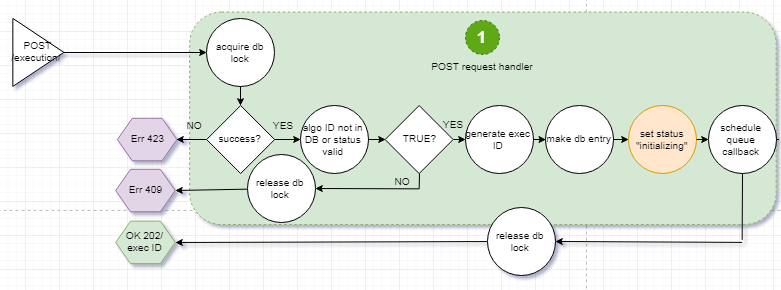 POST
/execution/
acquire db
lock
1
POST request handler
Err 423
NO
success?
YES
algo ID not in
DB or status
valid
TRUE?
YES
generate exec
ID
make db entry
set status
"initializing"
schedule
queue
callback
Err 409
release db
lock
NO
OK 202/
exec ID
release db
lock